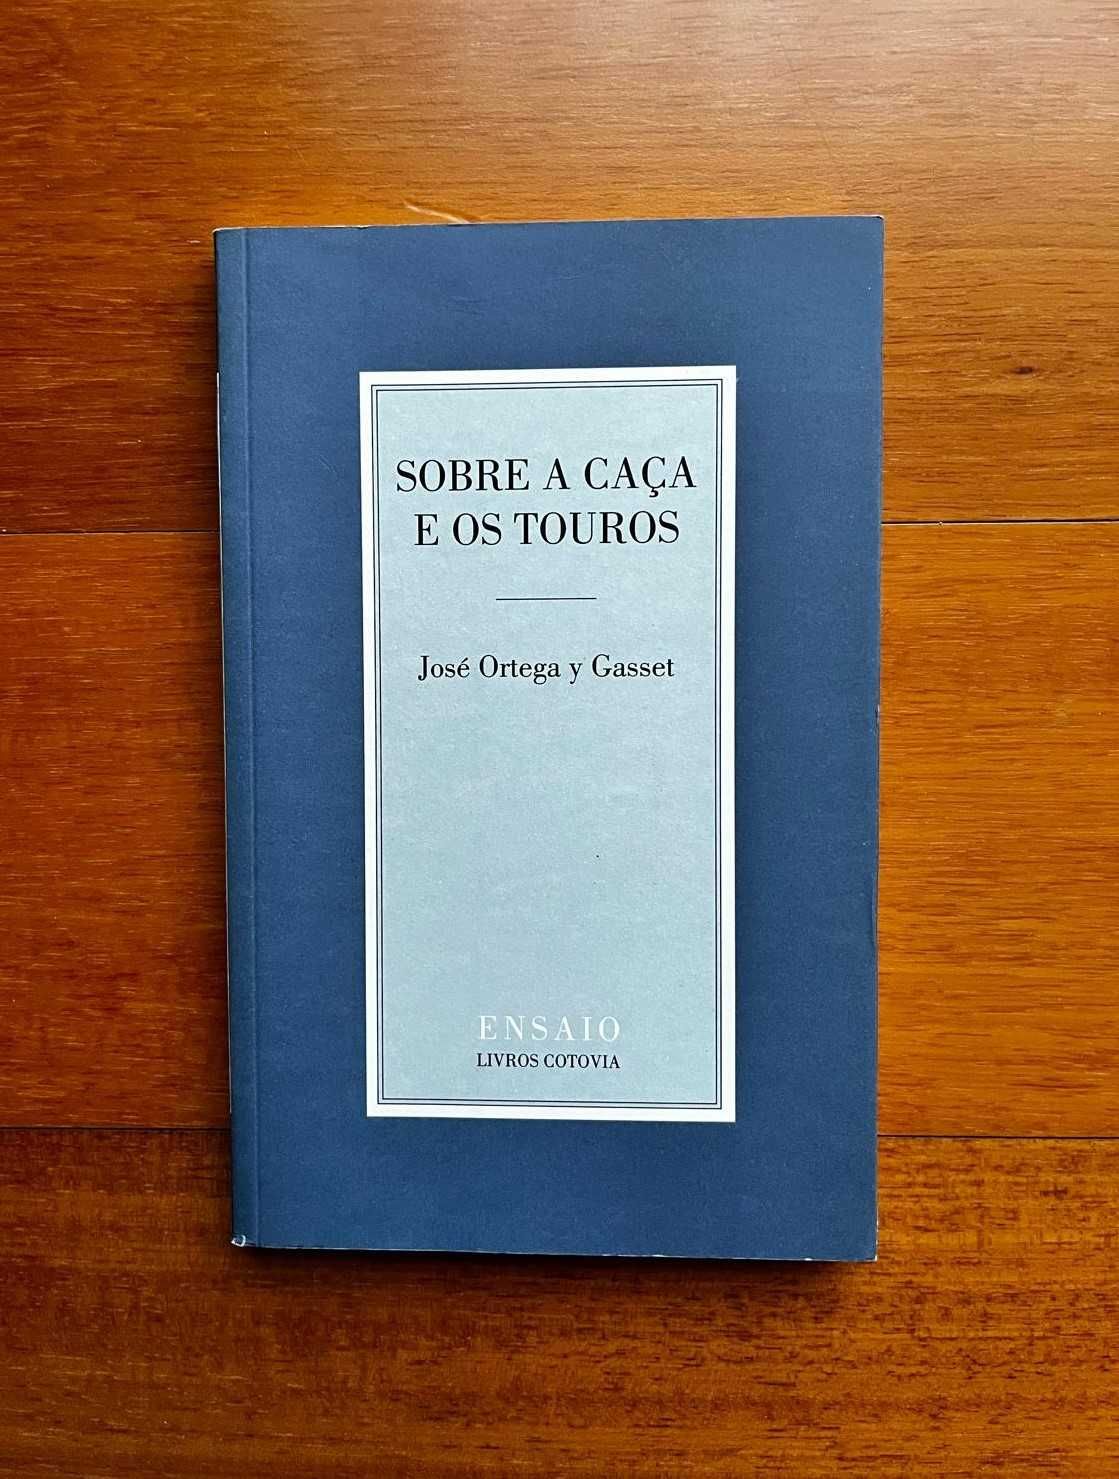 SOBRE A CAÇA
E OS TOUROS
José Ortega y Gasset
ENSAIO
LIVROS COTOVIA